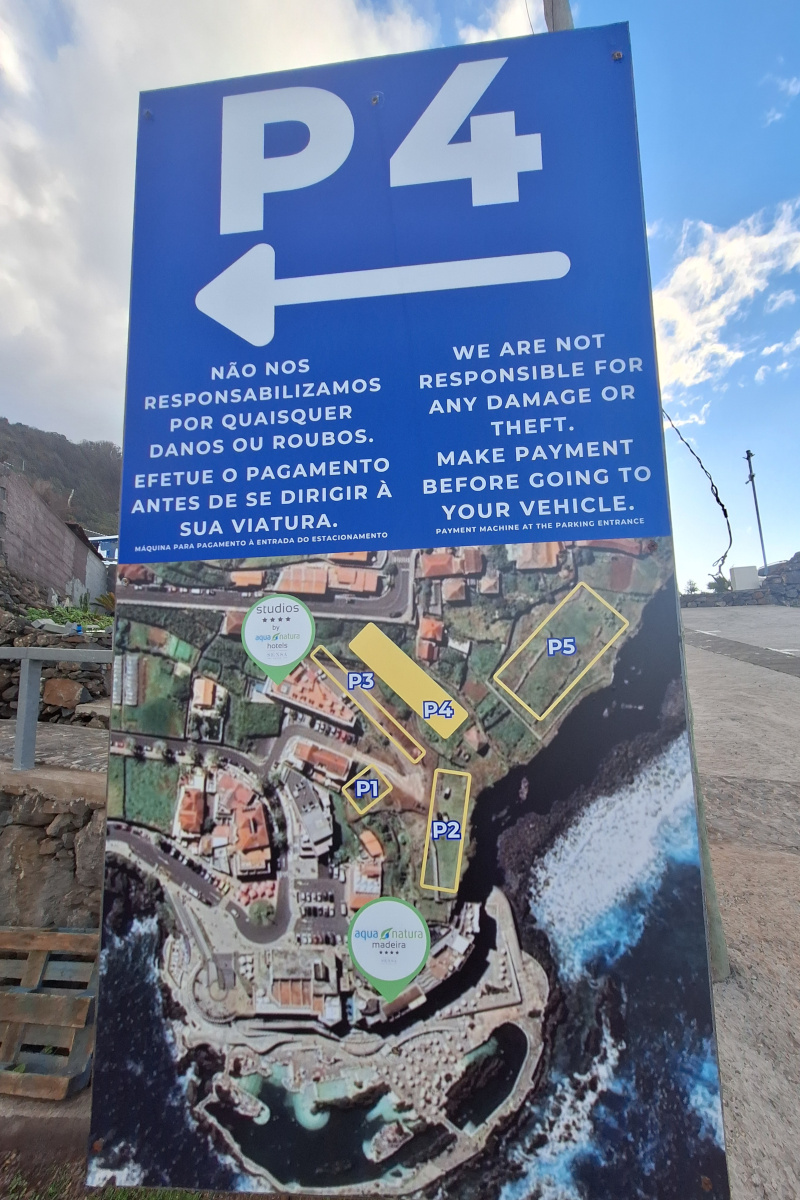 P4
NÃO NOS
RESPONSABILIZAMOS
POR QUAISQUER
DANOS OU ROUBOS.
EFETUE O PAGAMENTO
ANTES DE SE DIRIGIR À
SUA VIATURA.
MÁQUINA PARA PAGAMENTO À ENTRADA DO ESTACIONAMENTO
WE ARE NOT
RESPONSIBLE FOR
ANY DAMAGE OR
THEFT.
MAKE PAYMENT
BEFORE GOING TO
YOUR VEHICLE.
PAYMENT MACHINE AT THE PARKING ENTRANCE
studios
by
aqua natura
hotels
P3
P4
P5
P1
P2
aqua natura
madeira